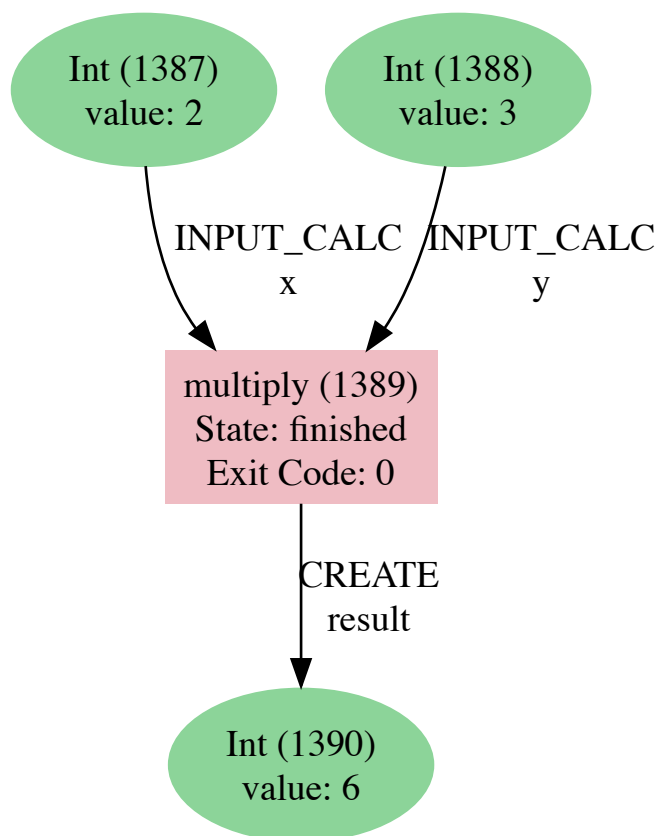 Int (1387)
value: 2
Int (1388)
value: 3
INPUT_CALC
x
INPUT_CALC
y
multiply (1389)
State: finished
Exit Code: 0
CREATE
result
Int (1390)
value: 6